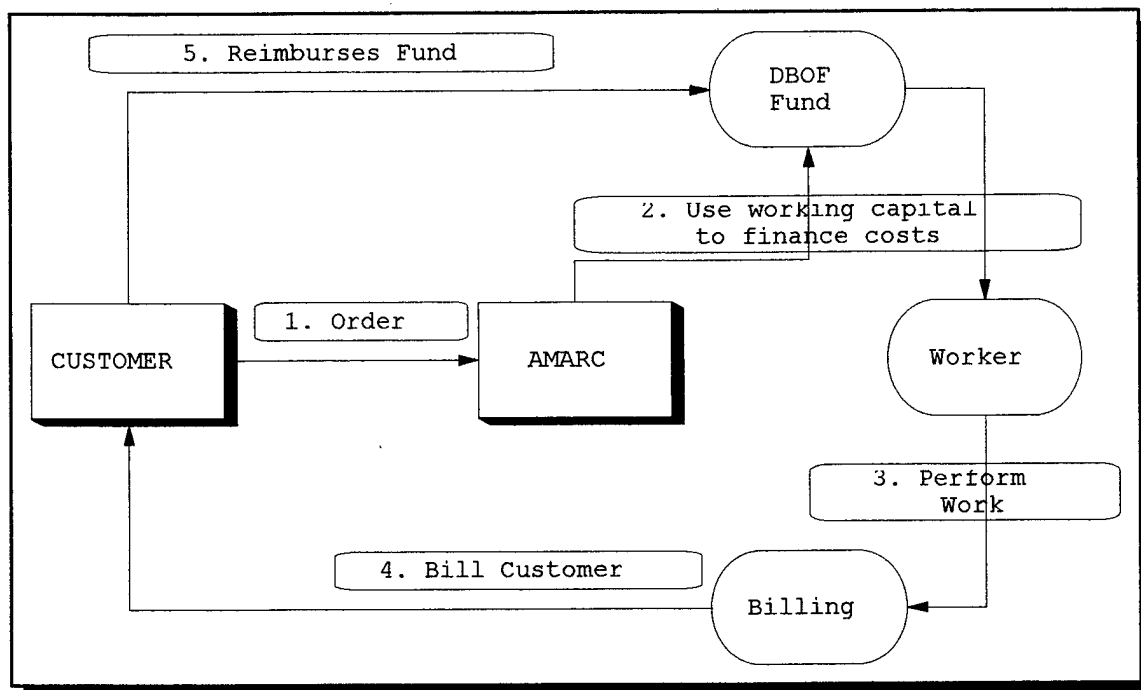 5. Reimburses Fund
DBOF
Fund
2. Use working capital
to finance costs
1. Order
CUSTOMER
AMARC
Worker
3. Perform
Work
4. Bill Customer
Billing